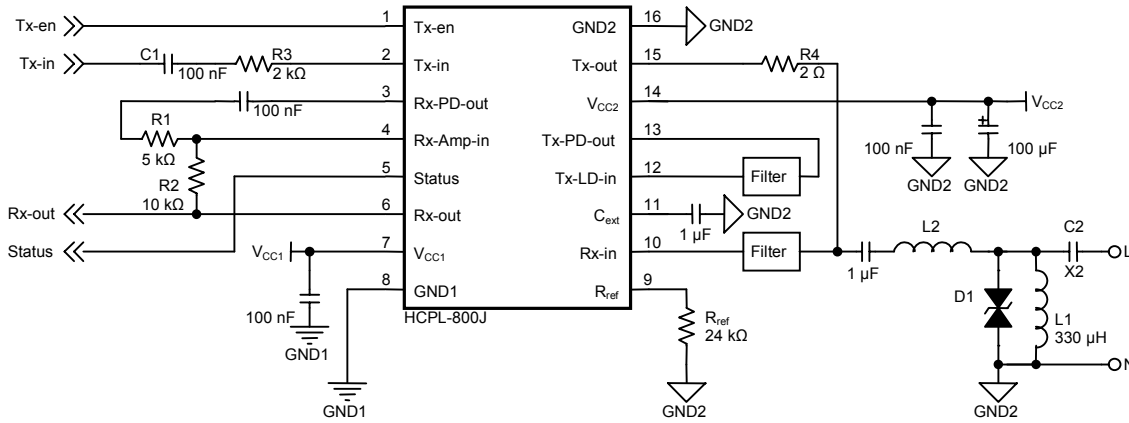 Tx-en
1
Tx-en
GND2
16
GND2
Tx-in
C1
100 nF
R3
2 kΩ
2
Tx-in
Tx-out
15
R4
2 Ω
100 nF
3
Rx-PD-out
VCC2
14
VCC2
R1
5 kΩ
4
Rx-Amp-in
Tx-PD-out
13
100 nF
GND2
100 µF
GND2
R2
10 kΩ
5
Status
Tx-LD-in
12
Filter
Rx-out
6
Rx-out
Cext
11
1 µF
GND2
Status
VCC1
7
VCC1
Rx-in
10
Filter
1 µF
L2
C2
X2
L
100 nF
GND1
8
GND1
Rref
9
HCPL-800J
Rref
24 kΩ
D1
L1
330 µH
N
GND1
GND2
GND2